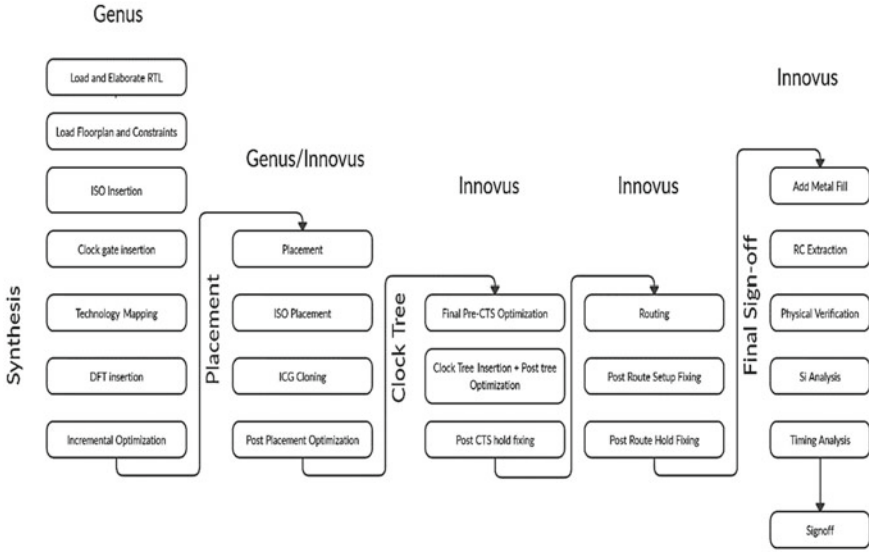 Genus
Synthesis
Load and Elaborate RTL
Load Floorplan and Constraints
ISO Insertion
Clock gate insertion
Technology Mapping
DFT insertion
Incremental Optimization
Genus/Innovus
Placement
Placement
ISO Placement
ICG Cloning
Post Placement Optimization
Innovus
Clock Tree
Final Pre-CTS Optimization
Clock Tree Insertion + Post tree
Optimization
Post CTS hold fixing
Innovus
Routing
Post Route Setup Fixing
Post Route Hold Fixing
Innovus
Final Sign-off
Add Metal Fill
RC Extraction
Physical Verification
Si Analysis
Timing Analysis
Signoff